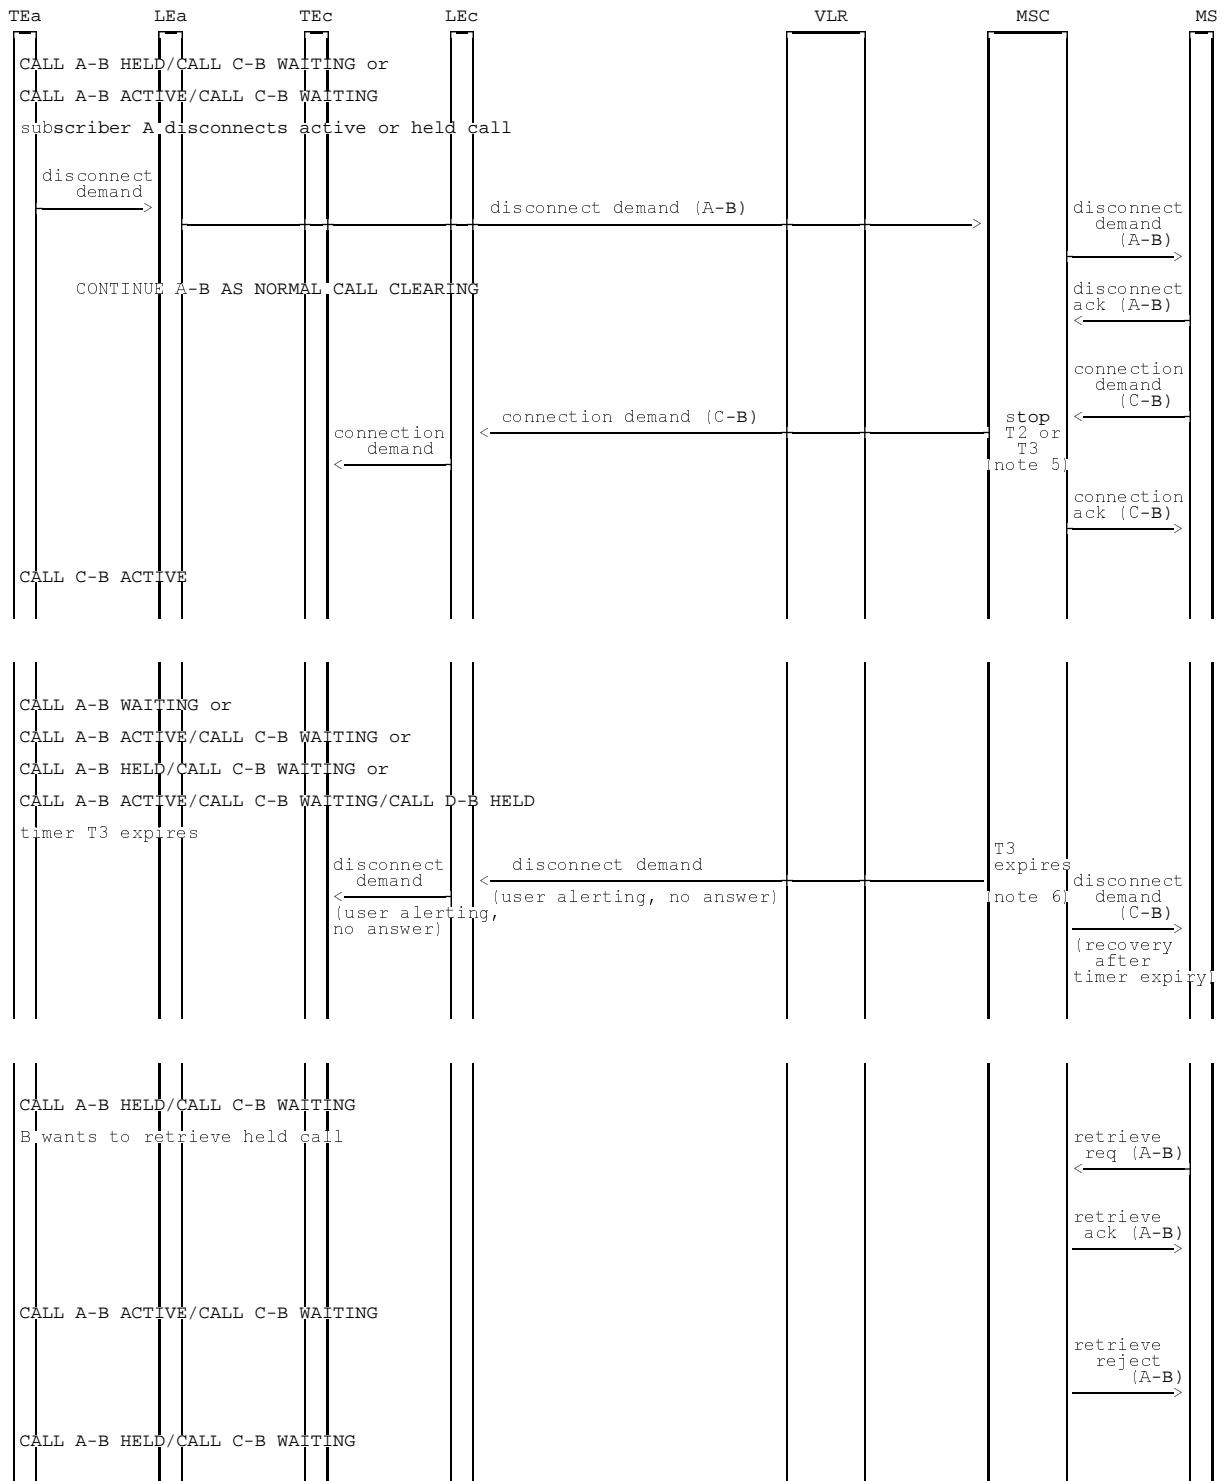 TEa LEa TEc LEc VLR MSC MS
CALL A-B HELD/CALL C-B WAITING or
CALL A-B ACTIVE/CALL C-B WAITING
subscriber A disconnects active or held call
disconnect
demand
disconnect demand (A-B)
disconnect
demand
(A-B)
CONTINUE A-B AS NORMAL CALL CLEARING
disconnect
ack (A-B)
connection
demand
(C-B)
connection demand (C-B)
stop
T2 or
T3
(note 5)
connection
demand
connection
ack (C-B)
CALL C-B ACTIVE
CALL A-B WAITING or
CALL A-B ACTIVE/CALL C-B WAITING or
CALL A-B HELD/CALL C-B WAITING or
CALL A-B ACTIVE/CALL C-B WAITING/CALL D-B HELD
timer T3 expires
T3
expires
(note 6)
disconnect demand
(user alerting, no answer)
disconnect
demand
(user alerting,
no answer)
disconnect
demand
(C-B)
(recovery
after
timer expiry)
CALL A-B HELD/CALL C-B WAITING
B wants to retrieve held call
retrieve
req (A-B)
retrieve
ack (A-B)
CALL A-B ACTIVE/CALL C-B WAITING
retrieve
reject
(A-B)
CALL A-B HELD/CALL C-B WAITING